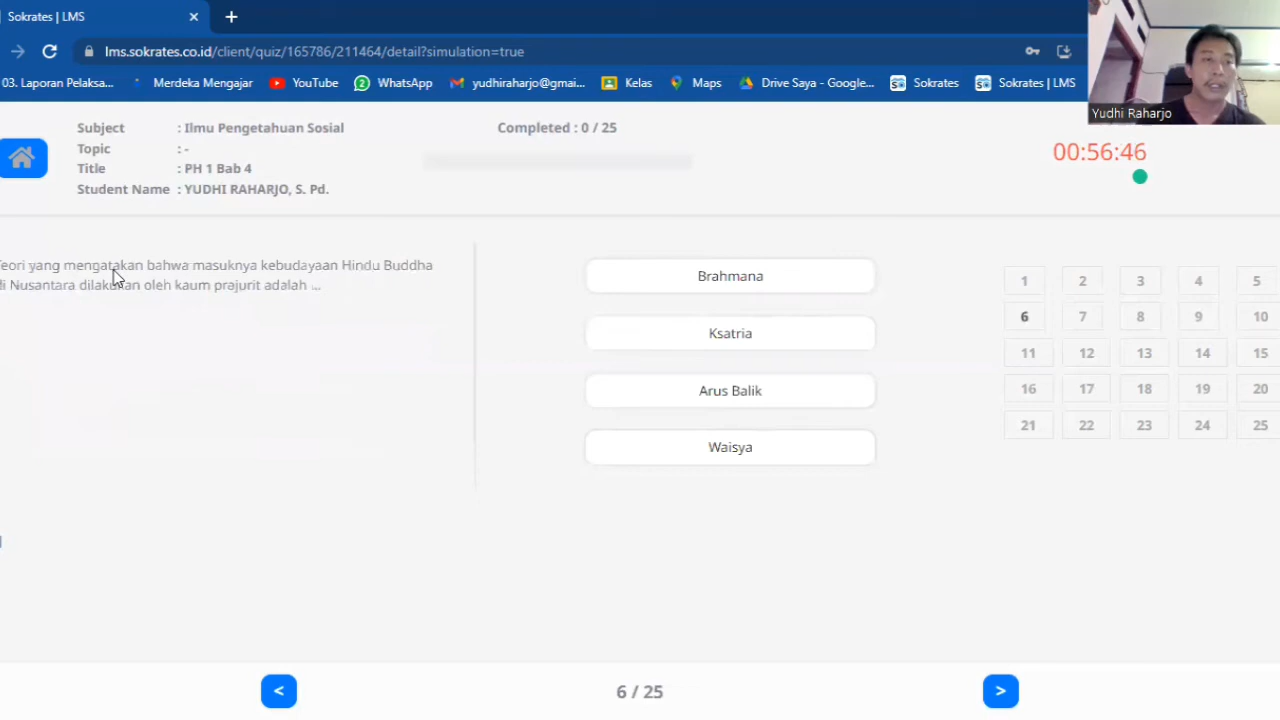 Sokrates | LMS
lms.sokrates.co.id/client/quiz/165786/211464/detail?simulation=true
03. Laporan Pelaksa... Merdeka Mengajar YouTube WhatsApp yudhiraharjo@gmai... Kelas Maps Drive Saya - Google... Sokrates Sokrates | LMS
Yudhi Raharjo
Subject : Ilmu Pengetahuan Sosial
Topic : -
Title : PH 1 Bab 4
Student Name : YUDHI RAHARJO, S. Pd.
Completed : 0 / 25
00:56:46
Teori yang mengatakan bahwa masuknya kebudayaan Hindu Buddha
di Nusantara dilakukan oleh kaum prajurit adalah ...
Brahmana
Ksatria
Arus Balik
Waisya
1 2 3 4 5
6 7 8 9 10
11 12 13 14 15
16 17 18 19 20
21 22 23 24 25
< 6 / 25 >